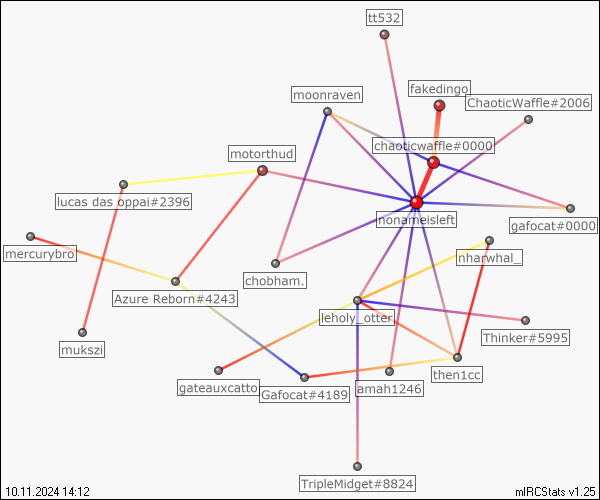 tt532
fakedingo
moonraven
ChaoticWaffle#2006
chaoticwaffle#0000
motorthud
lucas das oppai#2396
nonameisleft
gafocat#0000
mercurybro
nharwhal_
chobham.
Azure Reborn#4243
leholy_otter
Thinker#5995
mukszi
then1cc
gateauxcatto
Gafocat#4189
amah1246
TripleMidget#8824
10.11.2024 14:12
mIRCStats v1.25